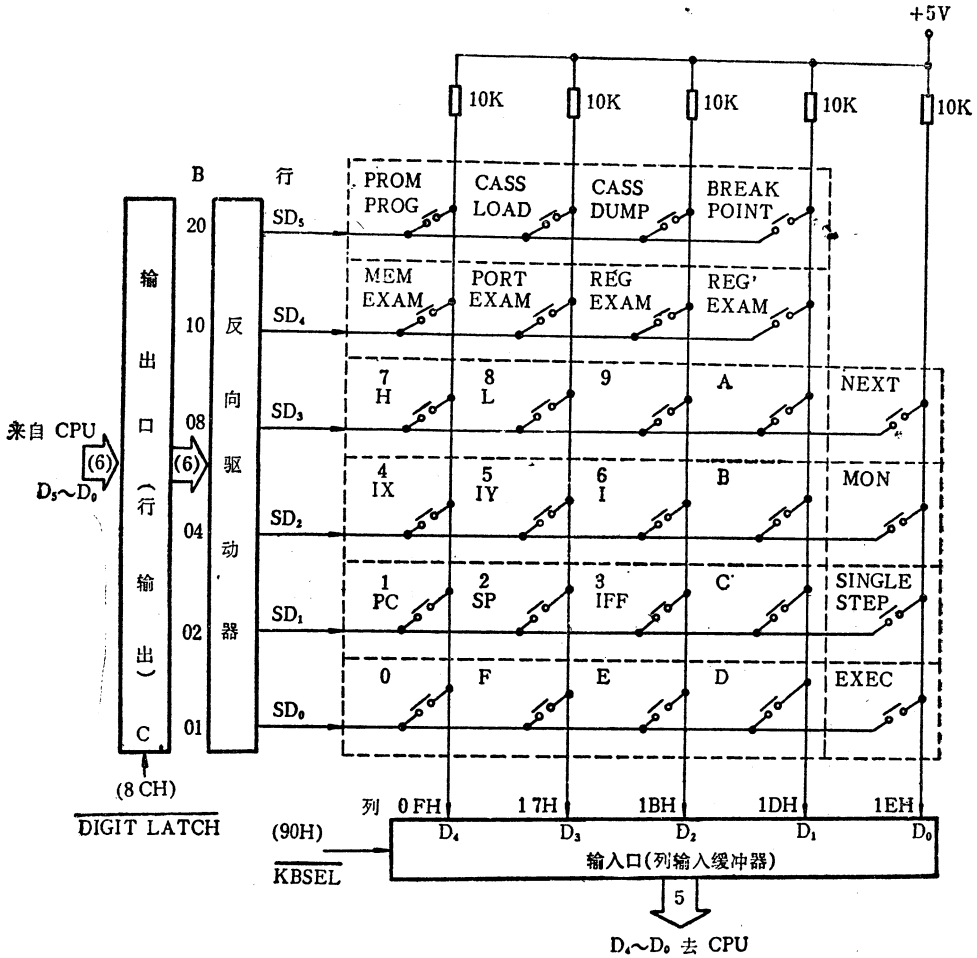 +5V
10K 10K 10K 10K 10K
B 行
20 SD₅ PROM PROG CASS LOAD CASS DUMP BREAK POINT
10 SD₄ MEM EXAM PORT EXAM REG EXAM REG' EXAM
08 SD₃ 7 H 8 L 9 A NEXT
04 SD₂ 4 IX 5 IY 6 I B MON
02 SD₁ 1 PC 2 SP 3 IFF C SINGLE STEP
01 SD₀ 0 F E D EXEC
来自 CPU
(6)
D₅~D₀
输出口(行输出)
C
(6)
反向驱动器
(8CH)
DIGIT LATCH
列 0FH 17H 1BH 1DH 1EH
D₄ D₃ D₂ D₁ D₀
(90H)
KBSEL
输入口(列输入缓冲器)
5
D₄~D₀ 去 CPU